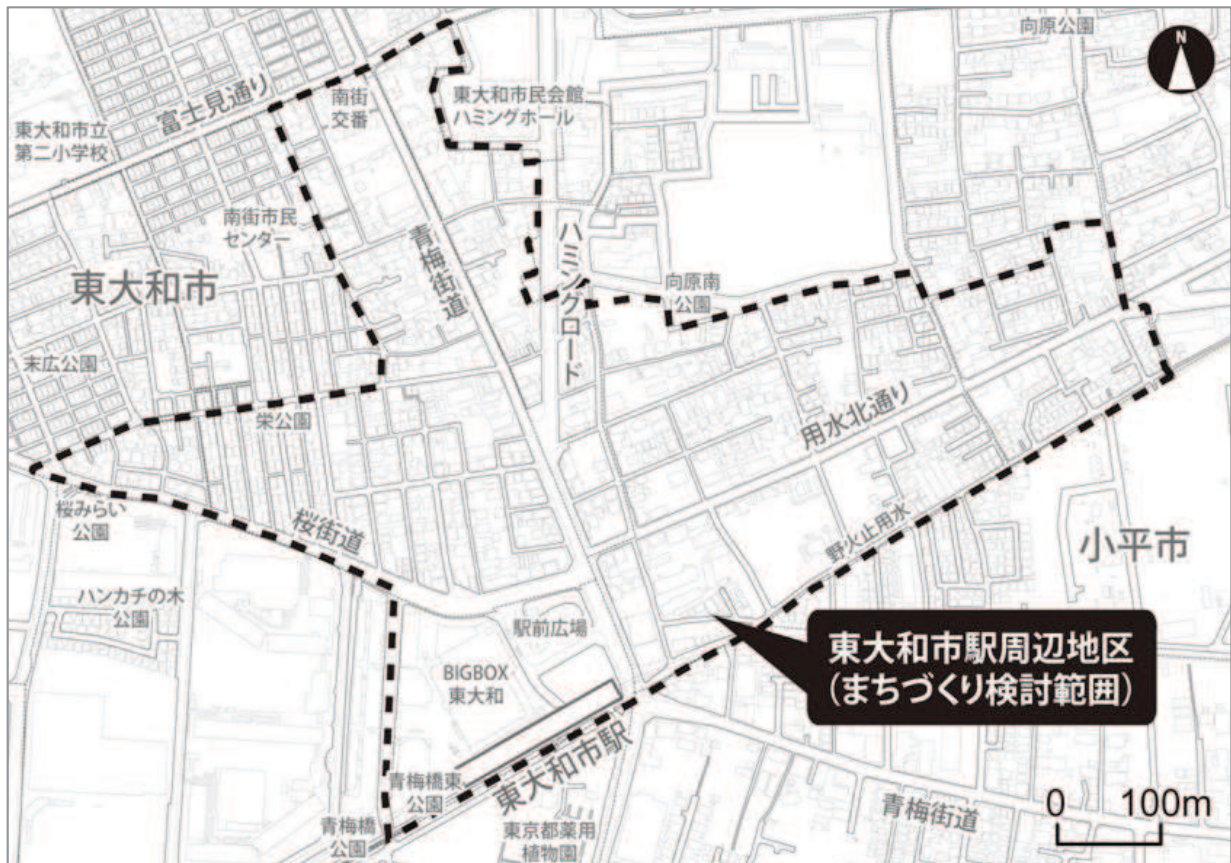 向原公園
N
富士見通り
南街
交番
東大和市民会館
ハミングホール
東大和市立
第二小学校
南街市民
センター
青梅街道
ハミングロード
向原南
公園
東大和市
末広公園
栄公園
用水北通り
桜みらい
公園
桜街道
野火止用水
小平市
ハンカチの木
公園
駅前広場
東大和市駅周辺地区
(まちづくり検討範囲)
BIGBOX
東大和
東大和市駅
青梅橋東
公園
青梅橋
公園
東京都薬用
植物園
青梅街道
0 100m